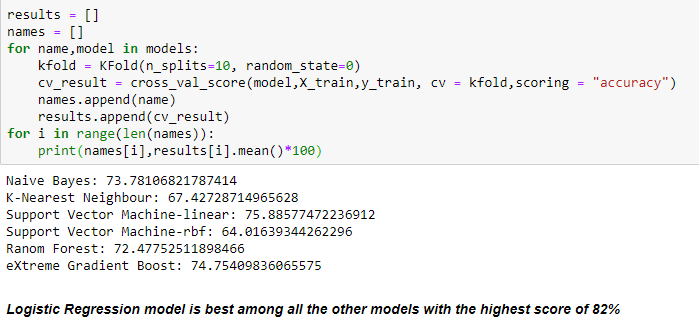 results = []
names = []
for name,model in models:
    kfold = KFold(n_splits=10, random_state=0)
    cv_result = cross_val_score(model,X_train,y_train, cv = kfold,scoring = "accuracy")
    names.append(name)
    results.append(cv_result)
for i in range(len(names)):
    print(names[i],results[i].mean()*100)
Naive Bayes: 73.78106821787414
K-Nearest Neighbour: 67.42728714965628
Support Vector Machine-linear: 75.88577472236912
Support Vector Machine-rbf: 64.01639344262296
Ranom Forest: 72.47752511898466
eXtreme Gradient Boost: 74.75409836065575
Logistic Regression model is best among all the other models with the highest score of 82%